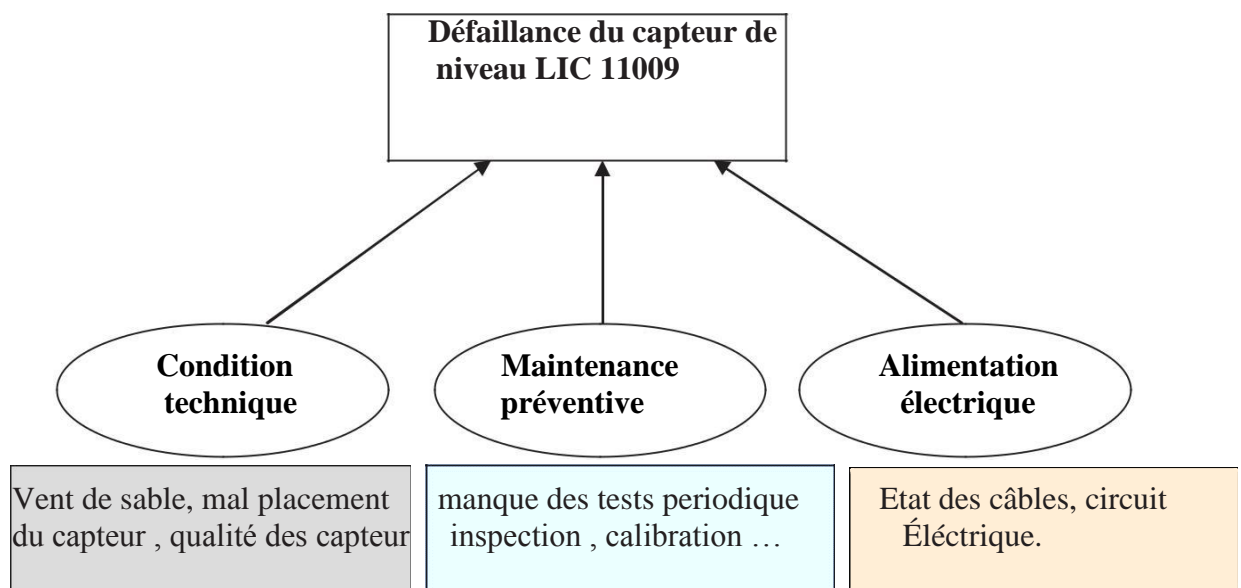 Défaillance du capteur de
niveau LIC 11009
Condition
technique
Maintenance
préventive
Alimentation
électrique
Vent de sable, mal placement
du capteur , qualité des capteur
manque des tests periodique
inspection , calibration …
Etat des câbles, circuit
Éléctrique.